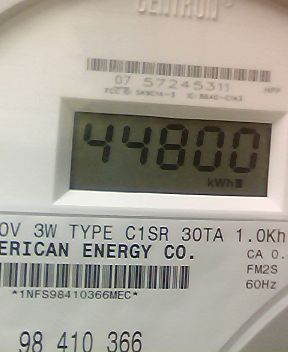 CENTRON
07 57245311
44800
kWh
0V 3W TYPE C1SR 30TA 1.0Kh
ERICAN ENERGY CO.
CA 0.
FM2S
*1NFS98410366MEC*
60Hz
98 410 366